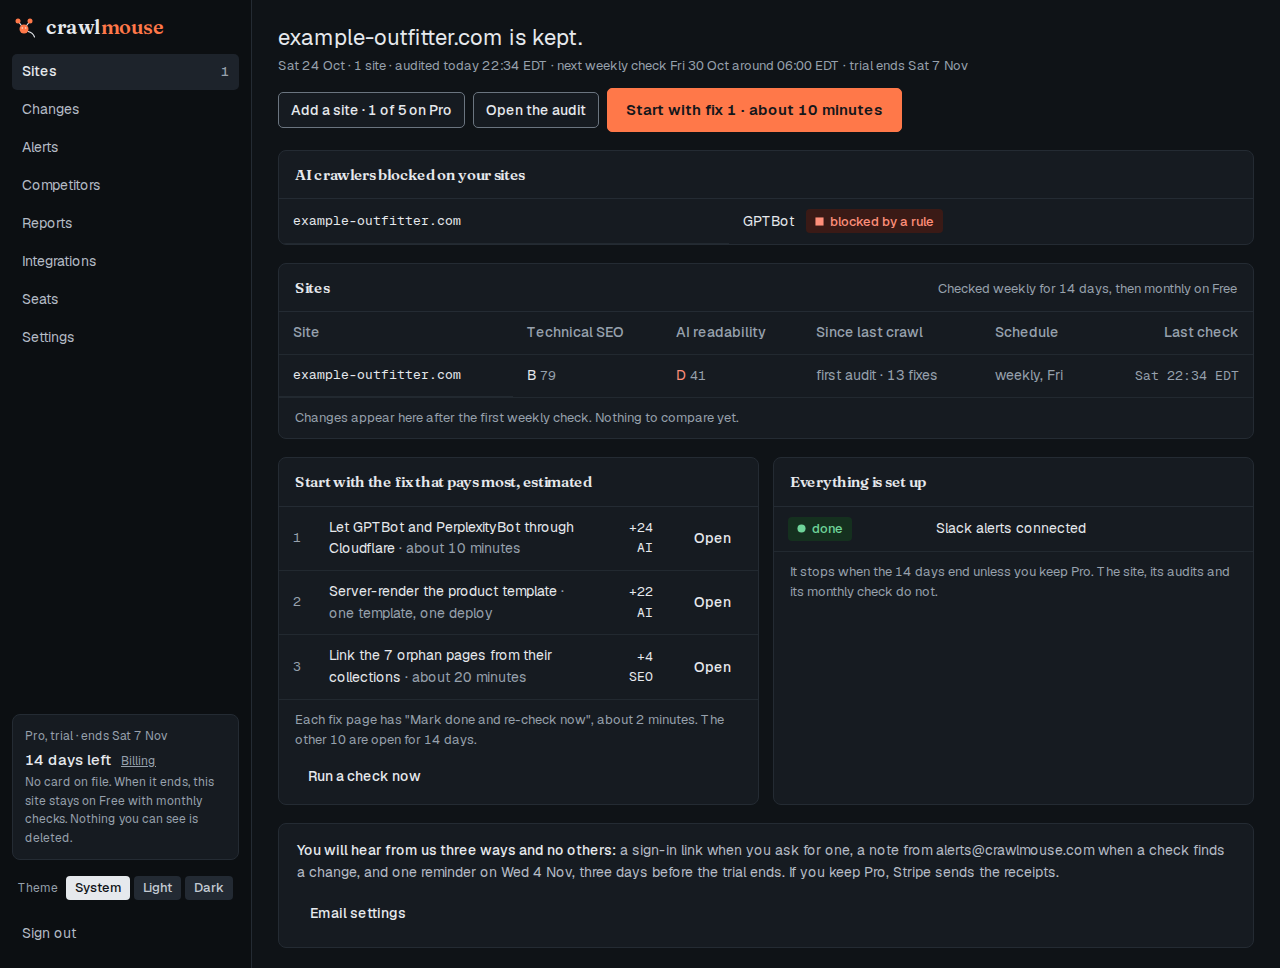 crawlmouse
Sites 1
Changes
Alerts
Competitors
Reports
Integrations
Seats
Settings
Pro, trial · ends Sat 7 Nov
14 days left Billing
No card on file. When it ends, this
site stays on Free with monthly
checks. Nothing you can see is
deleted.
Theme System Light Dark
Sign out
example-outfitter.com is kept.
Sat 24 Oct · 1 site · audited today 22:34 EDT · next weekly check Fri 30 Oct around 06:00 EDT · trial ends Sat 7 Nov
Add a site · 1 of 5 on Pro Open the audit Start with fix 1 · about 10 minutes
AI crawlers blocked on your sites
example-outfitter.com GPTBot blocked by a rule
Sites Checked weekly for 14 days, then monthly on Free
Site Technical SEO AI readability Since last crawl Schedule Last check
example-outfitter.com B 79 D 41 first audit · 13 fixes weekly, Fri Sat 22:34 EDT
Changes appear here after the first weekly check. Nothing to compare yet.
Start with the fix that pays most, estimated
1 Let GPTBot and PerplexityBot through +24 Open
Cloudflare · about 10 minutes AI
2 Server-render the product template · +22 Open
one template, one deploy AI
3 Link the 7 orphan pages from their +4 Open
collections · about 20 minutes SEO
Each fix page has "Mark done and re-check now", about 2 minutes. The
other 10 are open for 14 days.
Run a check now
Everything is set up
done Slack alerts connected
It stops when the 14 days end unless you keep Pro. The site, its audits and
its monthly check do not.
You will hear from us three ways and no others: a sign-in link when you ask for one, a note from alerts@crawlmouse.com when a check finds
a change, and one reminder on Wed 4 Nov, three days before the trial ends. If you keep Pro, Stripe sends the receipts.
Email settings